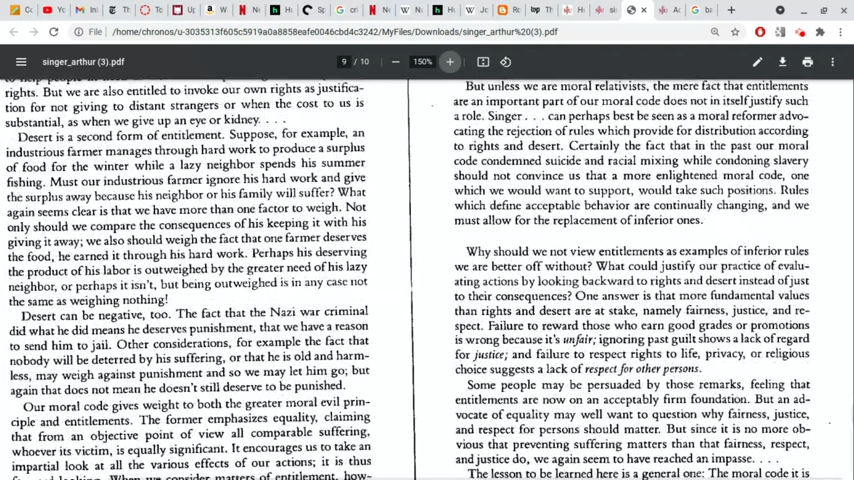 File | /home/chronos/u-3035313f05919a0a8858eafe0046cbd4c3242/MyFiles/Downloads/singer_arthur%20(3).pdf
singer_arthur (3).pdf
9 / 10
150%
rights. But we are also entitled to invoke our own rights as justifica-
tion for not giving to distant strangers or when the cost to us is
substantial, as when we give up an eye or kidney. . . .
Desert is a second form of entitlement. Suppose, for example, an
industrious farmer manages through hard work to produce a surplus
of food for the winter while a lazy neighbor spends his summer
fishing. Must our industrious farmer ignore his hard work and give
the surplus away because his neighbor or his family will suffer? What
again seems clear is that we have more than one factor to weigh. Not
only should we compare the consequences of his keeping it with his
giving it away; we also should weigh the fact that one farmer deserves
the food, he earned it through his hard work. Perhaps his deserving
the product of his labor is outweighed by the greater need of his lazy
neighbor, or perhaps it isn't, but being outweighed is in any case not
the same as weighing nothing!
Desert can be negative, too. The fact that the Nazi war criminal
did what he did means he deserves punishment, that we have a reason
to send him to jail. Other considerations, for example the fact that
nobody will be deterred by his suffering, or that he is old and harm-
less, may weigh against punishment and so we may let him go; but
again that does not mean he doesn't still deserve to be punished.
Our moral code gives weight to both the greater moral evil prin-
ciple and entitlements. The former emphasizes equality, claiming
that from an objective point of view all comparable suffering,
whoever its victim, is equally significant. It encourages us to take an
impartial look at all the various effects of our actions; it is thus
When we consider matters of entitlement, how-
But unless we are moral relativists, the mere fact that entitlements
are an important part of our moral code does not in itself justify such
a role. Singer . . . can perhaps best be seen as a moral reformer advo-
cating the rejection of rules which provide for distribution according
to rights and desert. Certainly the fact that in the past our moral
code condemned suicide and racial mixing while condoning slavery
should not convince us that a more enlightened moral code, one
which we would want to support, would take such positions. Rules
which define acceptable behavior are continually changing, and we
must allow for the replacement of inferior ones.
Why should we not view entitlements as examples of inferior rules
we are better off without? What could justify our practice of evalu-
ating actions by looking backward to rights and desert instead of just
to their consequences? One answer is that more fundamental values
than rights and desert are at stake, namely fairness, justice, and re-
spect. Failure to reward those who earn good grades or promotions
is wrong because it's unfair; ignoring past guilt shows a lack of regard
for justice; and failure to respect rights to life, privacy, or religious
choice suggests a lack of respect for other persons.
Some people may be persuaded by those remarks, feeling that
entitlements are now on an acceptably firm foundation. But an ad-
vocate of equality may well want to question why fairness, justice,
and respect for persons should matter. But since it is no more ob-
vious that preventing suffering matters than that fairness, respect,
and justice do, we again seem to have reached an impasse. . . .
The lesson to be learned here is a general one: The moral code it is